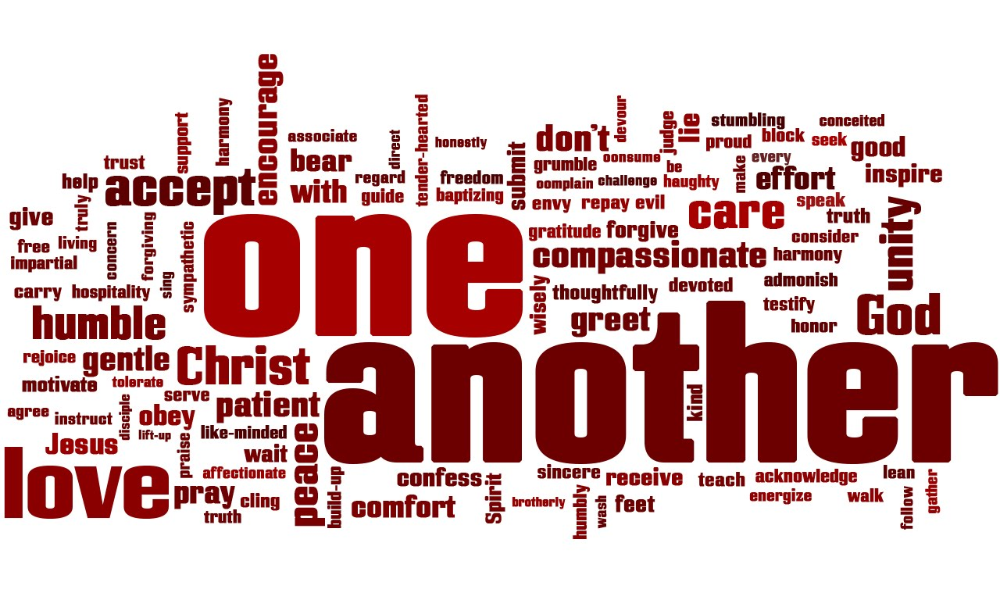 encourage
harmony
support
associate
direct
tender-hearted
honestly
devour
judge
lie
stumbling
block
conceited
seek
proud
good
don't
submit
trust
bear
with
regard
guide
freedom
baptizing
grumble
consume
be
haughty
make
every
effort
inspire
help
accept
truly
complain
challenge
envy
repay evil
care
speak
truth
unity
give
free
living
impartial
concern
forgiving
sing
sympathetic
one
gratitude
forgive
consider
compassionate
harmony
carry
hospitality
wisely
thoughtfully
devoted
admonish
testify
honor
God
humble
greet
another
kind
rejoice
gentle
Christ
motivate
tolerate
serve
patient
agree
instruct
disciple
obey
lift-up
like-minded
Jesus
praise
wait
peace
love
affectionate
pray
cling
truth
build-up
confess
comfort
Spirit
sincere
receive
brotherly
humbly
wash
feet
teach
acknowledge
energize
lean
walk
follow
gather